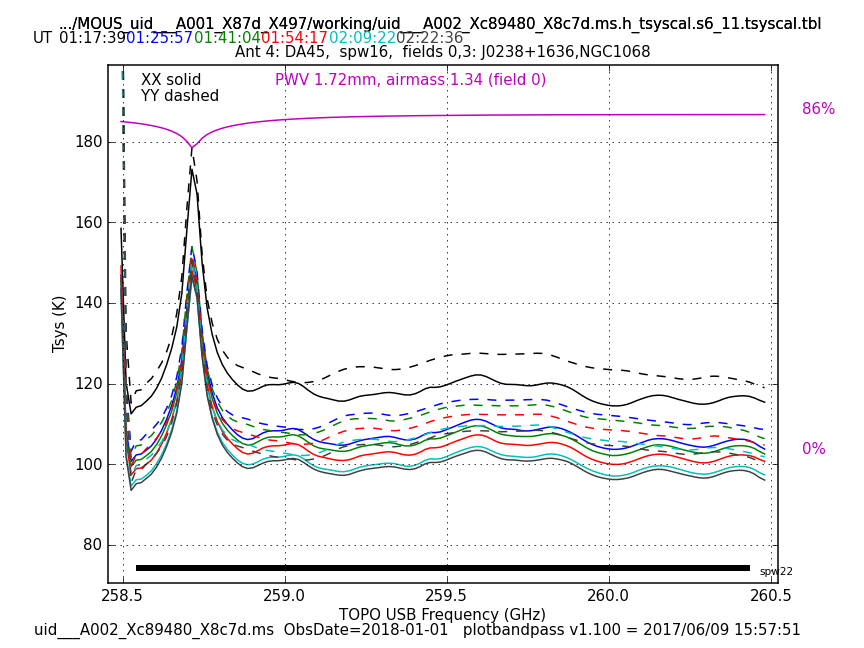 .../MOUS_uid___A001_X87d_X497/working/uid___A002_Xc89480_X8c7d.ms.h_tsyscal.s6_11.tsyscal.tbl
UT 01:17:39 01:25:57 01:41:04 01:54:17 02:09:22 02:22:36
Ant 4: DA45, spw16, fields 0,3: J0238+1636,NGC1068
XX solid
YY dashed
PWV 1.72mm, airmass 1.34 (field 0)
86%
0%
Tsys (K)
180
160
140
120
100
80
spw22
258.5 259.0 259.5 260.0 260.5
TOPO USB Frequency (GHz)
uid___A002_Xc89480_X8c7d.ms ObsDate=2018-01-01 plotbandpass v1.100 = 2017/06/09 15:57:51